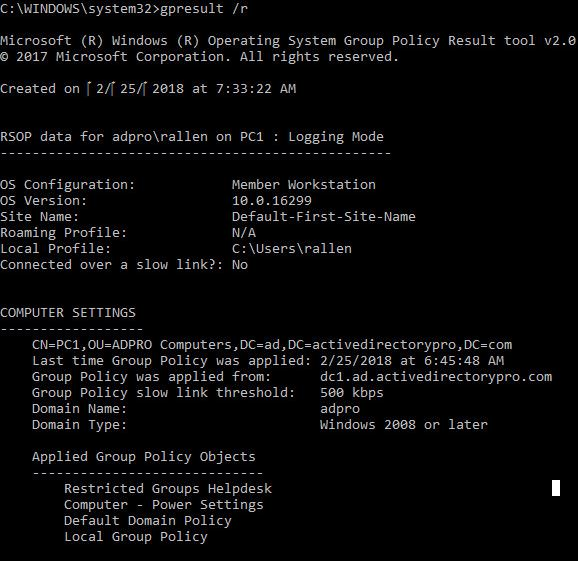 C:\WINDOWS\system32>gpresult /r
Microsoft (R) Windows (R) Operating System Group Policy Result tool v2.0
© 2017 Microsoft Corporation. All rights reserved.
Created on 2/ 25/ 2018 at 7:33:22 AM
RSOP data for adpro\rallen on PC1 : Logging Mode
-------------------------------------------------
OS Configuration: Member Workstation
OS Version: 10.0.16299
Site Name: Default-First-Site-Name
Roaming Profile: N/A
Local Profile: C:\Users\rallen
Connected over a slow link?: No
COMPUTER SETTINGS
------------------
CN=PC1,OU=ADPRO Computers,DC=ad,DC=activedirectorypro,DC=com
Last time Group Policy was applied: 2/25/2018 at 6:45:48 AM
Group Policy was applied from: dc1.ad.activedirectorypro.com
Group Policy slow link threshold: 500 kbps
Domain Name: adpro
Domain Type: Windows 2008 or later
Applied Group Policy Objects
-----------------------------
Restricted Groups Helpdesk
Computer - Power Settings
Default Domain Policy
Local Group Policy